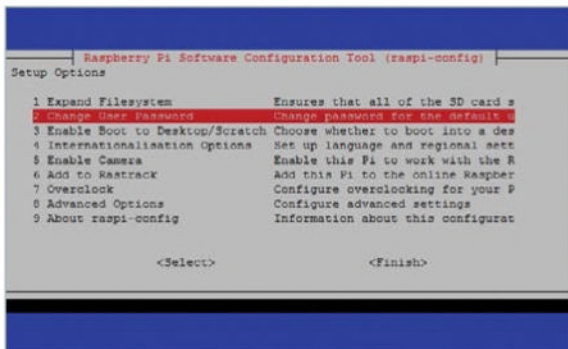 Raspberry Pi Software Configuration Tool (raspi-config)
Setup Options
1 Expand Filesystem Ensures that all of the SD card s
2 Change User Password Change password for the default u
3 Enable Boot to Desktop/Scratch Choose whether to boot into a des
4 Internationalisation Options Set up language and regional sett
5 Enable Camera Enable this Pi to work with the R
6 Add to Rastrack Add this Pi to the online Raspber
7 Overclock Configure overclocking for your P
8 Advanced Options Configure advanced settings
9 About raspi-config Information about this configurat
<Select> <Finish>